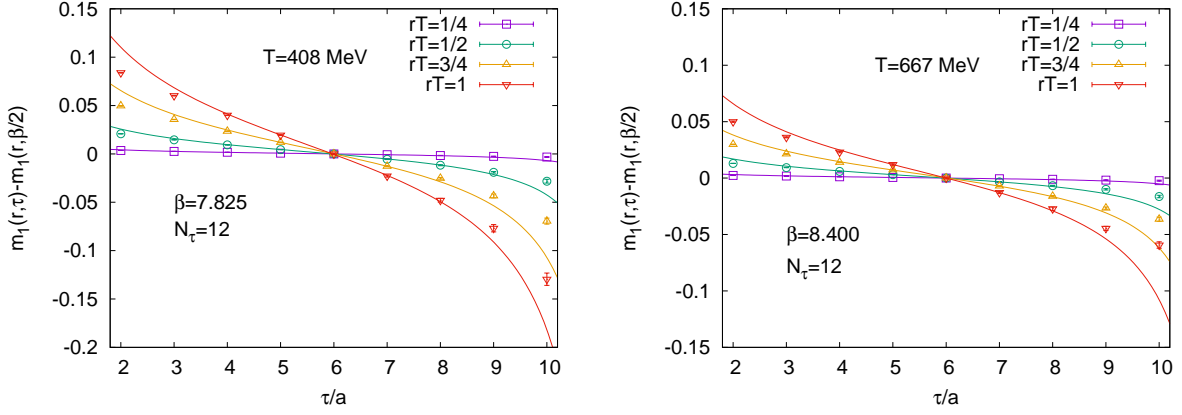 m₁(r,τ)-m₁(r,β/2)
0.15
0.1
0.05
0
-0.05
-0.1
-0.15
-0.2
T=408 MeV
rT=1/4
rT=1/2
rT=3/4
rT=1
β=7.825
Nτ=12
2 3 4 5 6 7 8 9 10
τ/a
m₁(r,τ)-m₁(r,β/2)
0.15
0.1
0.05
0
-0.05
-0.1
-0.15
T=667 MeV
rT=1/4
rT=1/2
rT=3/4
rT=1
β=8.400
Nτ=12
2 3 4 5 6 7 8 9 10
τ/a